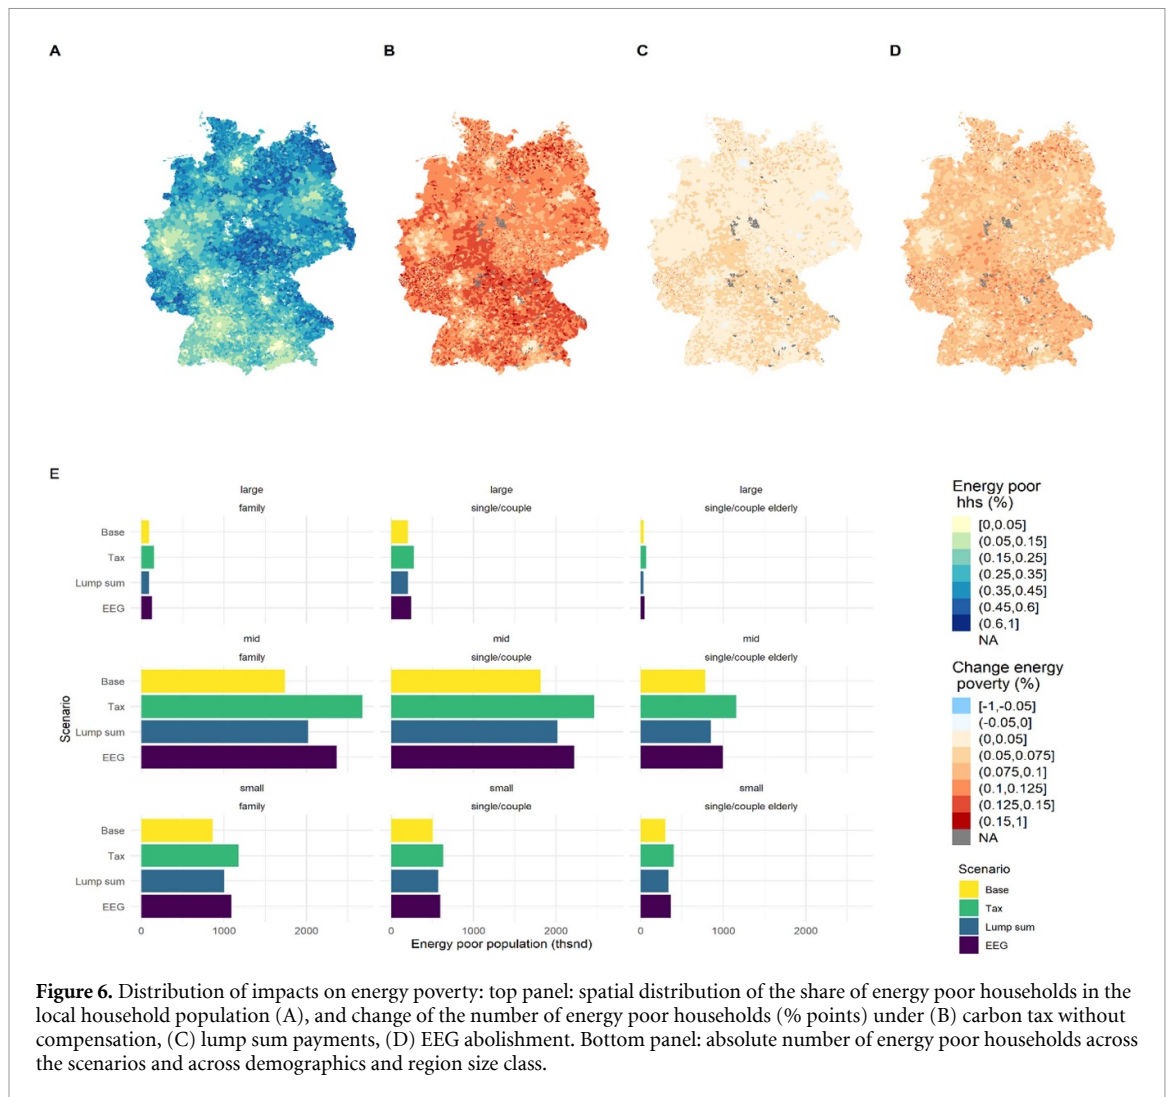 A
B
C
D
E
large
family
large
single/couple
large
single/couple elderly
Base
Tax
Lump sum
EEG
mid
family
mid
single/couple
mid
single/couple elderly
Scenario
Base
Tax
Lump sum
EEG
small
family
small
single/couple
small
single/couple elderly
Base
Tax
Lump sum
EEG
0
1000
2000
0
1000
2000
0
1000
2000
Energy poor population (thsnd)
Energy poor
hhs (%)
[0,0.05]
(0.05,0.15]
(0.15,0.25]
(0.25,0.35]
(0.35,0.45]
(0.45,0.6]
(0.6,1]
NA
Change energy
poverty (%)
[-1,-0.05]
(-0.05,0]
(0,0.05]
(0.05,0.075]
(0.075,0.1]
(0.1,0.125]
(0.125,0.15]
(0.15,1]
NA
Scenario
Base
Tax
Lump sum
EEG
Figure 6. Distribution of impacts on energy poverty: top panel: spatial distribution of the share of energy poor households in the
local household population (A), and change of the number of energy poor households (% points) under (B) carbon tax without
compensation, (C) lump sum payments, (D) EEG abolishment. Bottom panel: absolute number of energy poor households across
the scenarios and across demographics and region size class.